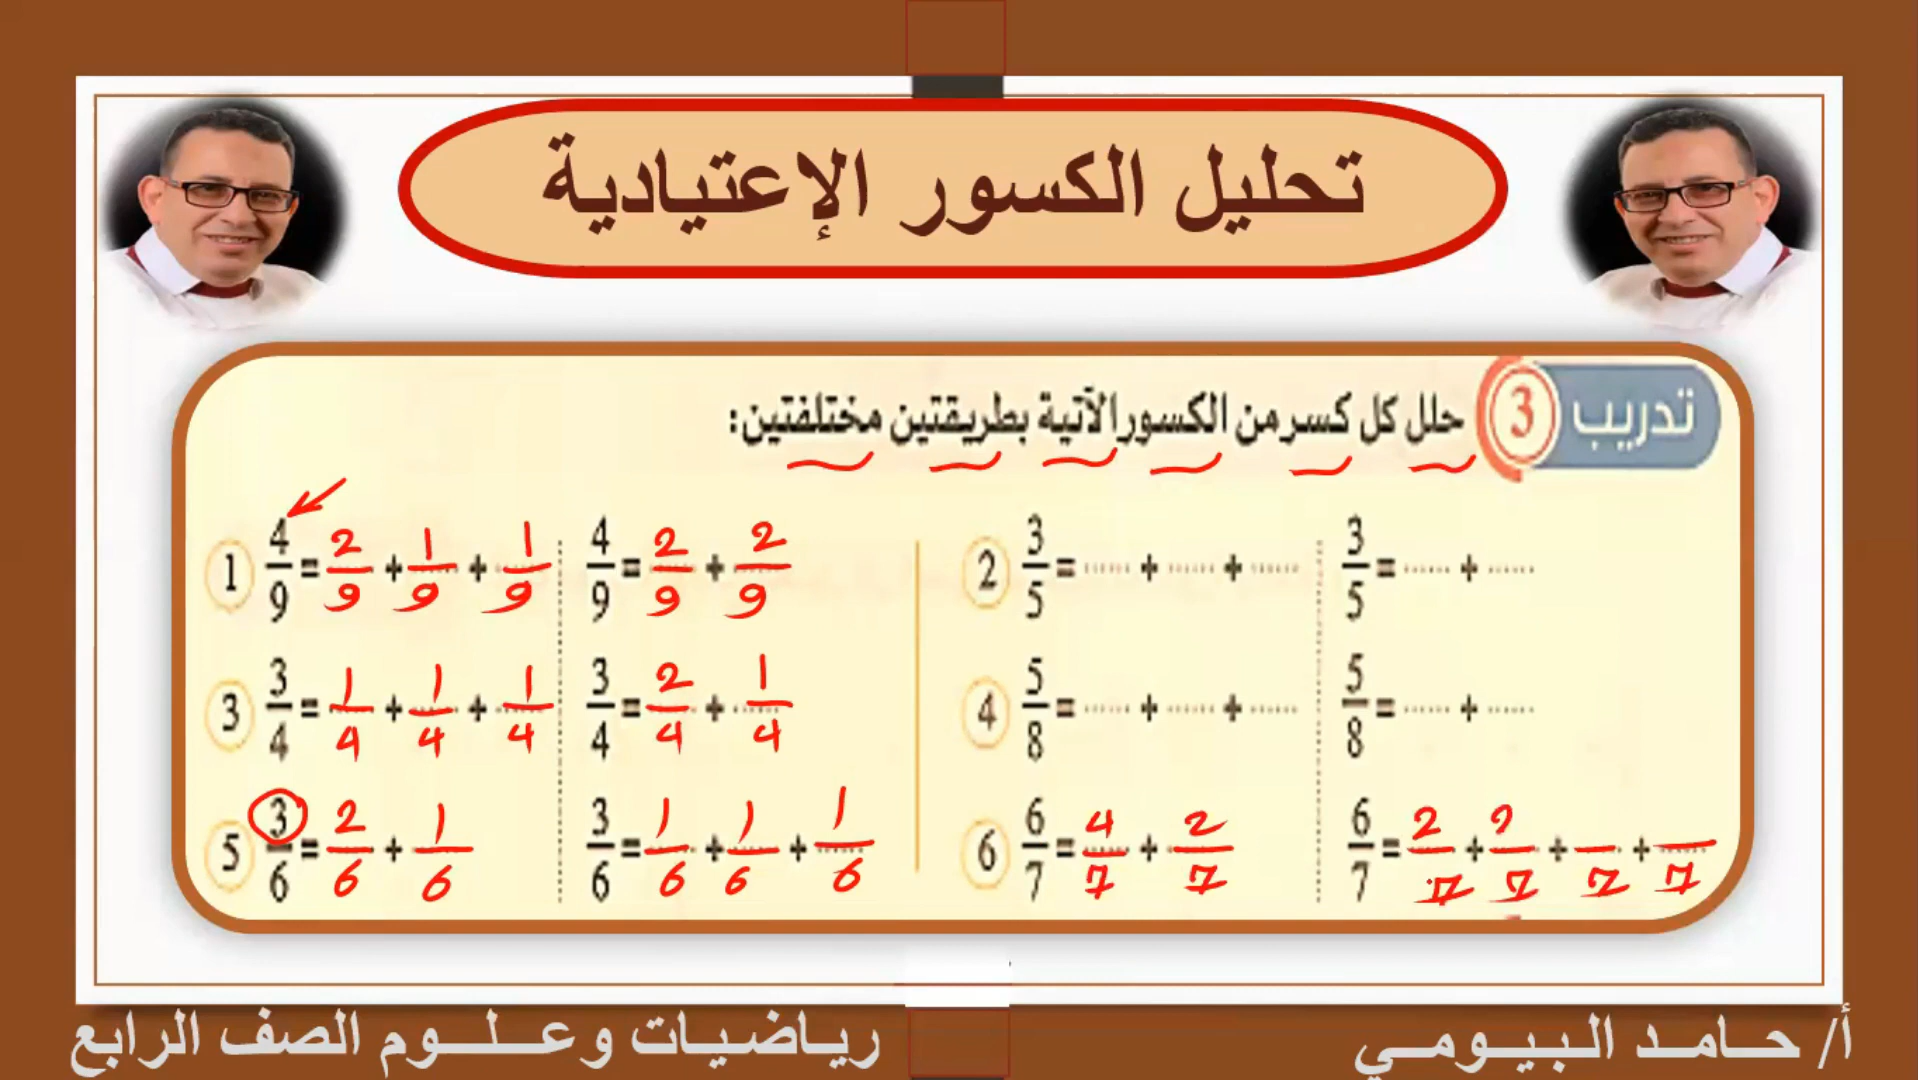 تحليل الكسور الإعتيادية
تدريب 3 حلل كل كسر من الكسور الآتية بطريقتين مختلفتين:
1 4/9 = 2/9 + 1/9 + 1/9 4/9 = 2/9 + 2/9
2 3/5 = ..... + ..... + ..... 3/5 = ..... + .....
3 3/4 = 1/4 + 1/4 + 1/4 3/4 = 2/4 + 1/4
4 5/8 = ..... + ..... + ..... 5/8 = ..... + .....
5 3/6 = 2/6 + 1/6 3/6 = 1/6 + 1/6 + 1/6
6 6/7 = 4/7 + 2/7 6/7 = 2/7 + 2/7 + /7 + /7
أ/ حـامـد الـبـيـومـي
رياضيات وعلوم الصف الرابع